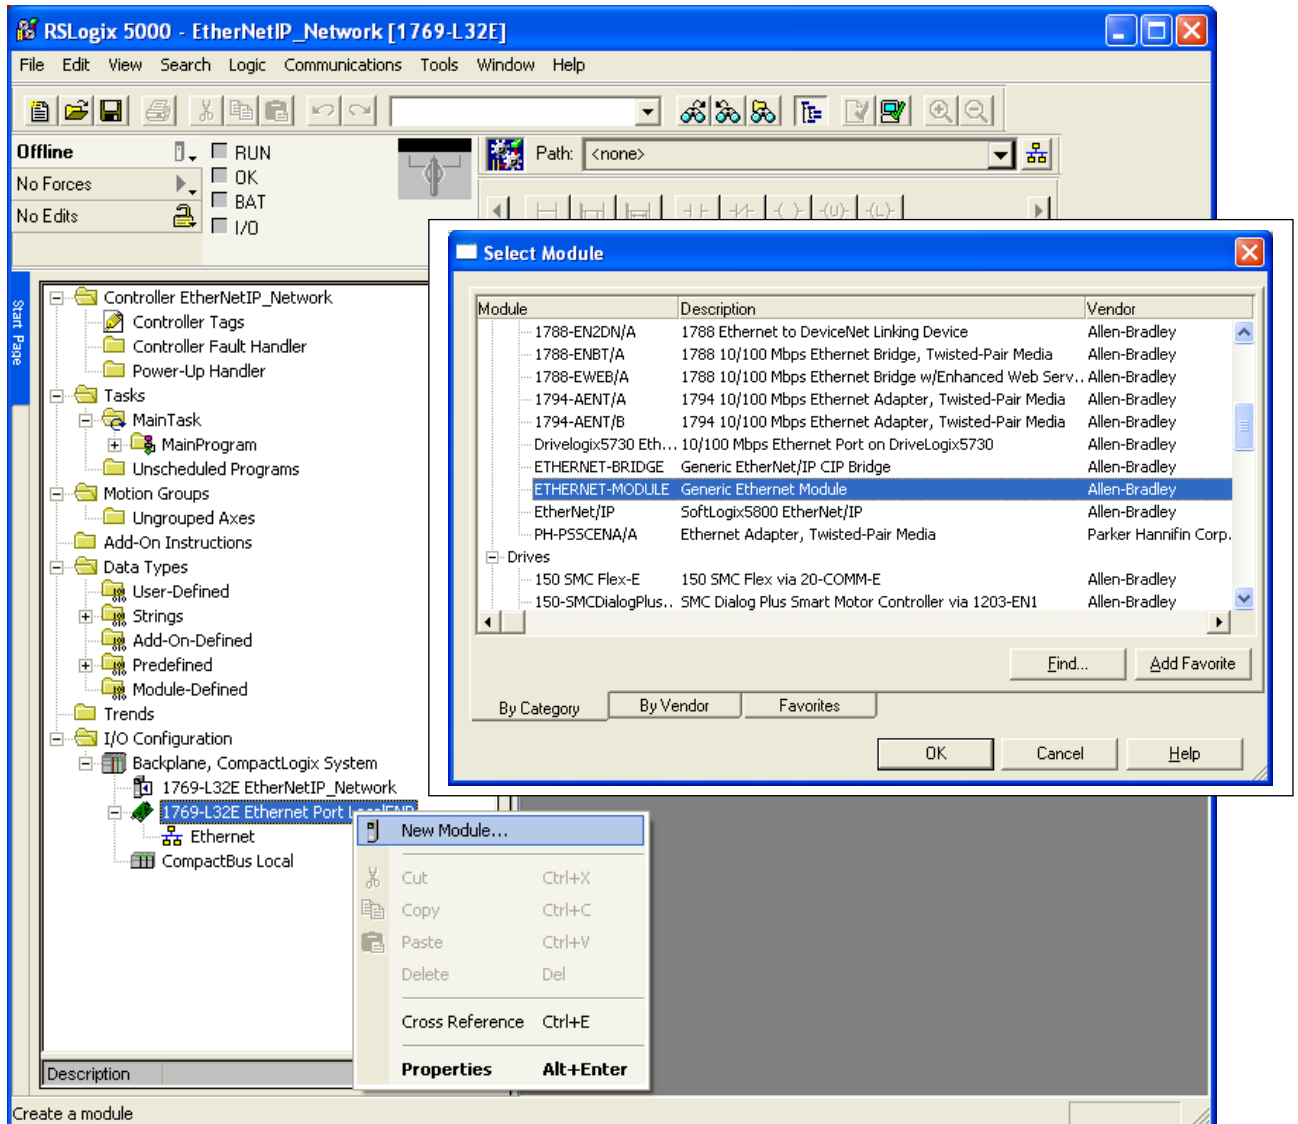 RSLogix 5000 - EtherNetIP_Network [1769-L32E]
File Edit View Search Logic Communications Tools Window Help
Offline RUN Path: <none>
No Forces OK
No Edits BAT
I/O
Start Page
Controller EtherNetIP_Network
Controller Tags
Controller Fault Handler
Power-Up Handler
Tasks
MainTask
MainProgram
Unscheduled Programs
Motion Groups
Ungrouped Axes
Add-On Instructions
Data Types
User-Defined
Strings
Add-On-Defined
Predefined
Module-Defined
Trends
I/O Configuration
Backplane, CompactLogix System
1769-L32E EtherNetIP_Network
1769-L32E Ethernet Port LocalENB
Ethernet
CompactBus Local
Description
Create a module
New Module...
Cut Ctrl+X
Copy Ctrl+C
Paste Ctrl+V
Delete Del
Cross Reference Ctrl+E
Properties Alt+Enter
Select Module
Module Description Vendor
1788-EN2DN/A 1788 Ethernet to DeviceNet Linking Device Allen-Bradley
1788-ENBT/A 1788 10/100 Mbps Ethernet Bridge, Twisted-Pair Media Allen-Bradley
1788-EWEB/A 1788 10/100 Mbps Ethernet Bridge w/Enhanced Web Serv.. Allen-Bradley
1794-AENT/A 1794 10/100 Mbps Ethernet Adapter, Twisted-Pair Media Allen-Bradley
1794-AENT/B 1794 10/100 Mbps Ethernet Adapter, Twisted-Pair Media Allen-Bradley
Drivelogix5730 Eth... 10/100 Mbps Ethernet Port on DriveLogix5730 Allen-Bradley
ETHERNET-BRIDGE Generic EtherNet/IP CIP Bridge Allen-Bradley
ETHERNET-MODULE Generic Ethernet Module Allen-Bradley
EtherNet/IP SoftLogix5800 EtherNet/IP Allen-Bradley
PH-PSSCENA/A Ethernet Adapter, Twisted-Pair Media Parker Hannifin Corp.
Drives
150 SMC Flex-E 150 SMC Flex via 20-COMM-E Allen-Bradley
150-SMCDialogPlus.. SMC Dialog Plus Smart Motor Controller via 1203-EN1 Allen-Bradley
Find... Add Favorite
By Category By Vendor Favorites
OK Cancel Help